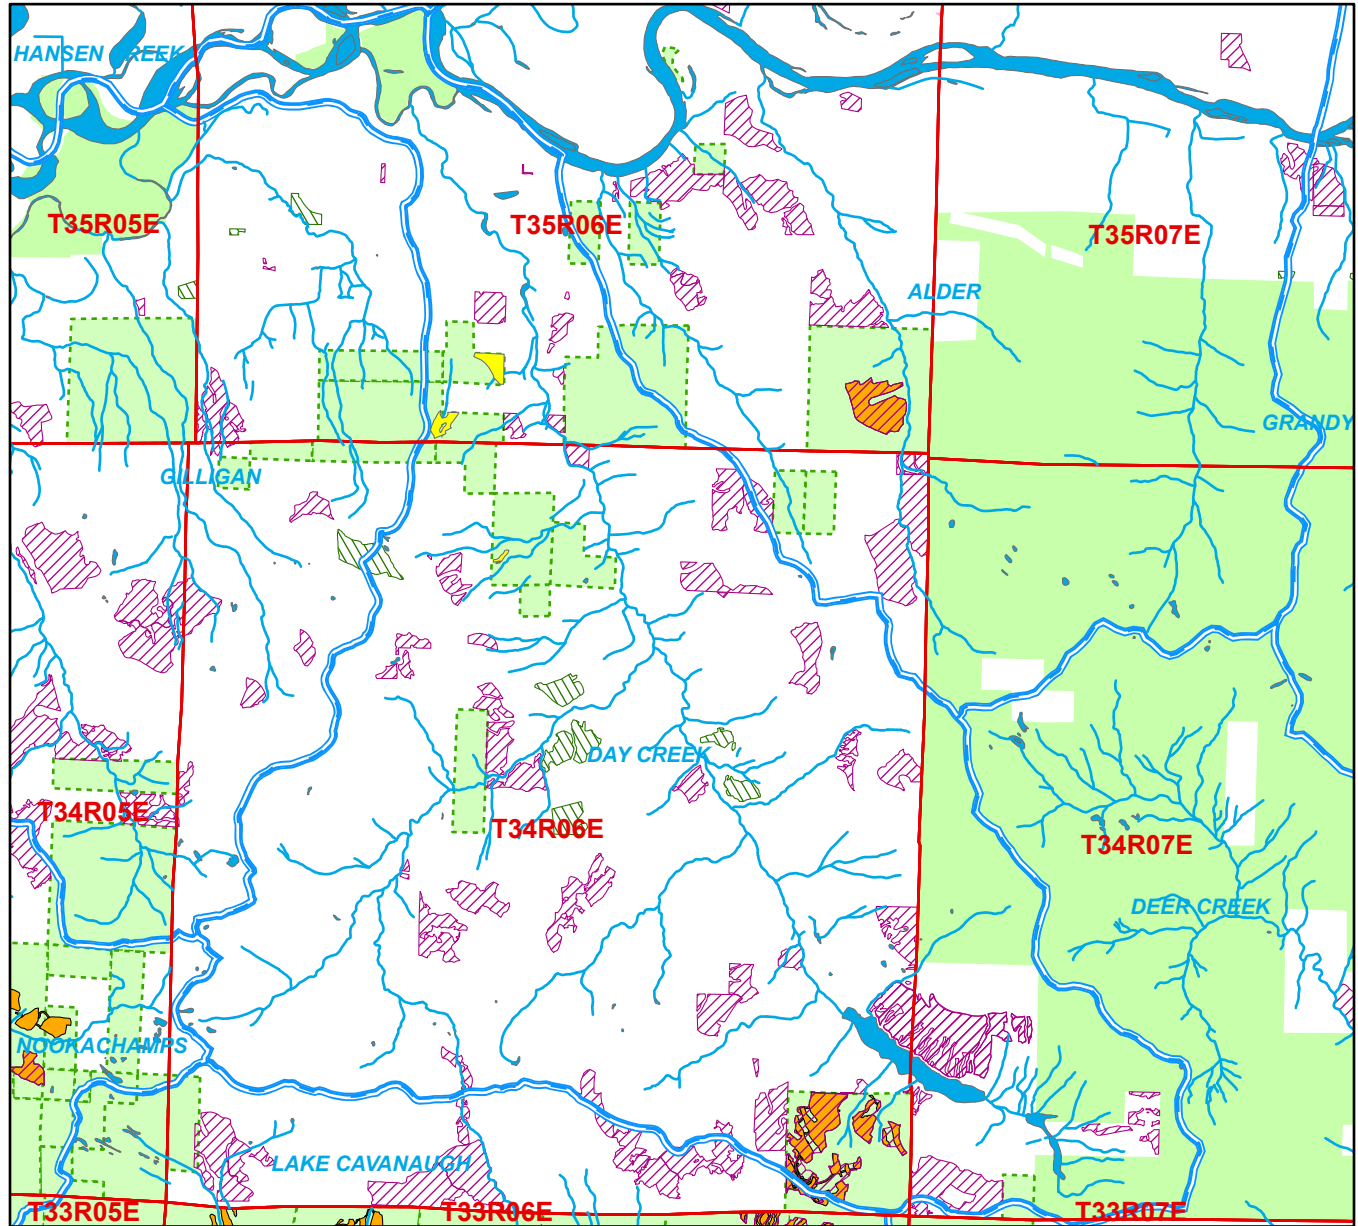 HANSEN CREEK
T35R05E
T35R06E
T35R07E
ALDER
GRANDY
GILLIGAN
DAY CREEK
T34R05E
T34R06E
T34R07E
DEER CREEK
NOOKACHAMPS
LAKE CAVANAUGH
T33R05E
T33R06E
T33R07E